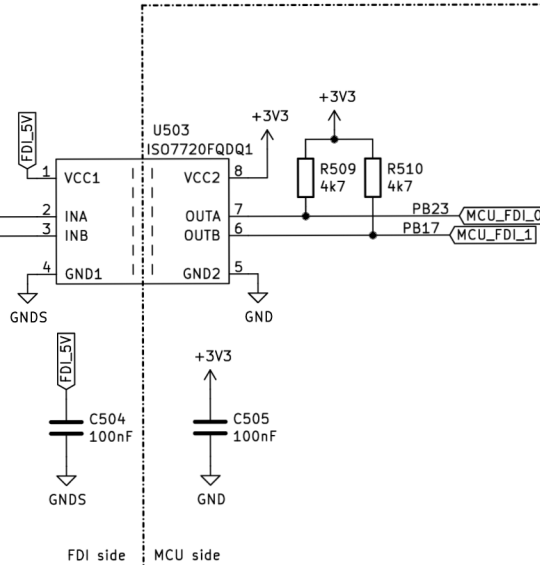 FDI_5V
U503
ISO7720FQDQ1
+3V3
+3V3
1
VCC1
VCC2
8
R509
4k7
R510
4k7
2
INA
OUTA
7
PB23
MCU_FDI_0
3
INB
OUTB
6
PB17
MCU_FDI_1
4
GND1
GND2
5
GNDS
GND
FDI_5V
+3V3
C504
100nF
C505
100nF
GNDS
GND
FDI side
MCU side